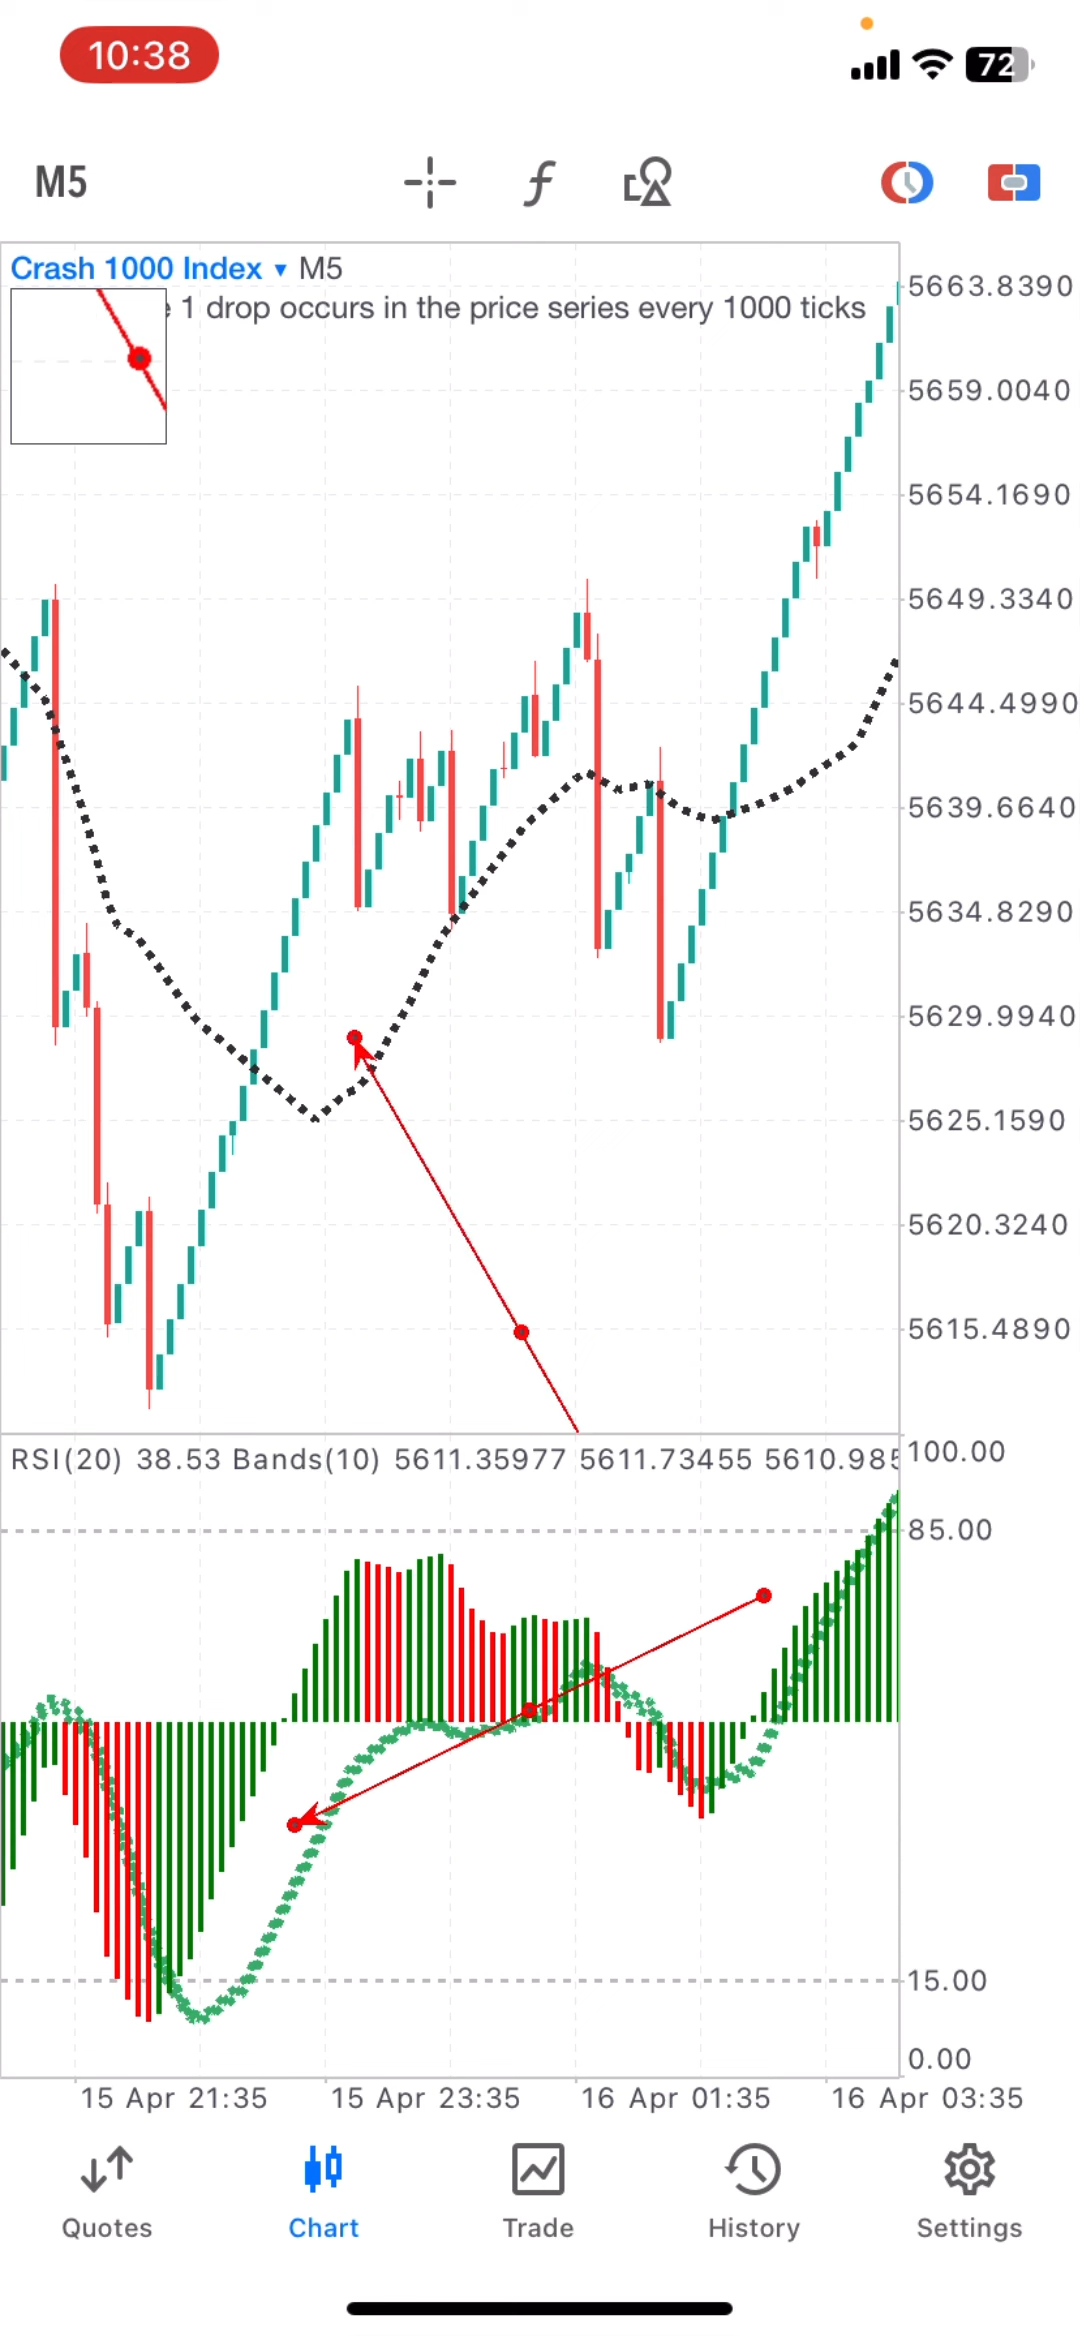 10:38
72
M5
Crash 1000 Index ▾ M5
1 drop occurs in the price series every 1000 ticks
5663.8390
5659.0040
5654.1690
5649.3340
5644.4990
5639.6640
5634.8290
5629.9940
5625.1590
5620.3240
5615.4890
RSI(20) 38.53 Bands(10) 5611.35977 5611.73455 5610.985
100.00
85.00
15.00
0.00
15 Apr 21:35 15 Apr 23:35 16 Apr 01:35 16 Apr 03:35
Quotes Chart Trade History Settings